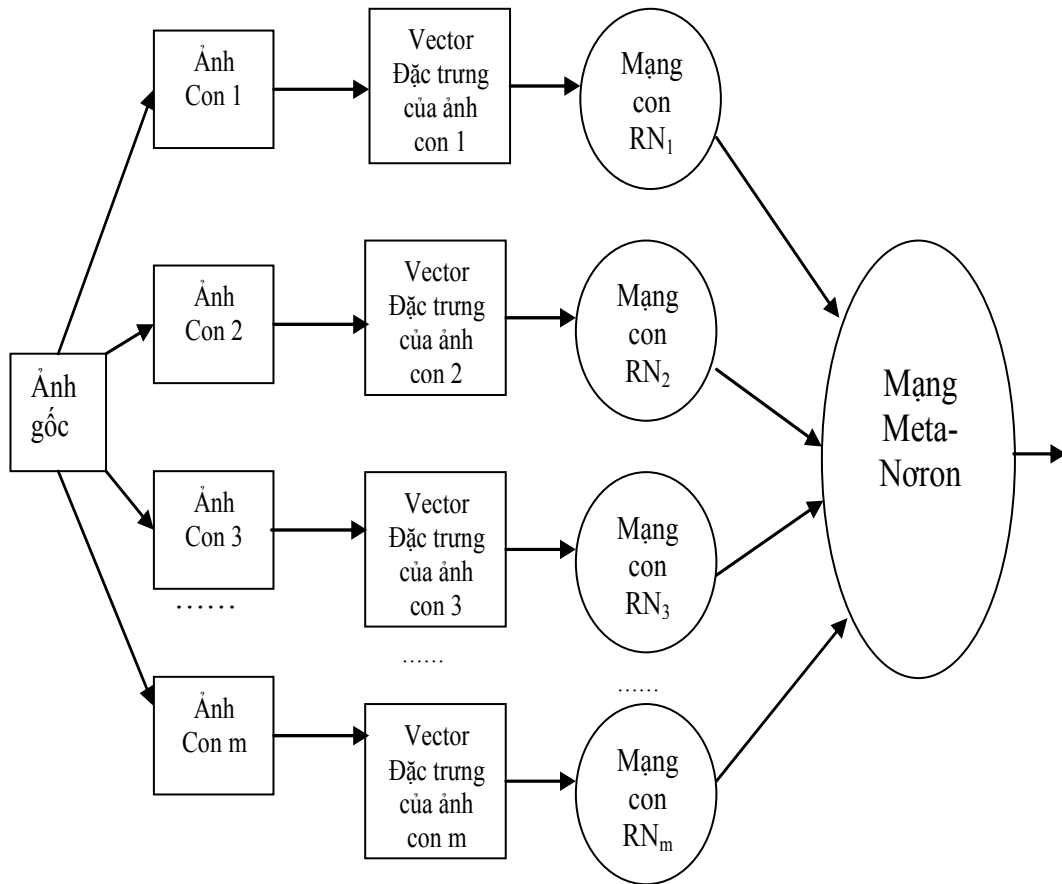 Ảnh
Con 1
Vector
Đặc trưng
của ảnh
con 1
Mạng
con
RN₁
Ảnh
Con 2
Vector
Đặc trưng
của ảnh
con 2
Mạng
con
RN₂
Ảnh
gốc
Mạng
Meta-
Nơron
Ảnh
Con 3
Vector
Đặc trưng
của ảnh
con 3
Mạng
con
RN₃
......
......
......
Ảnh
Con m
Vector
Đặc trưng
của ảnh
con m
Mạng
con
RNₘ